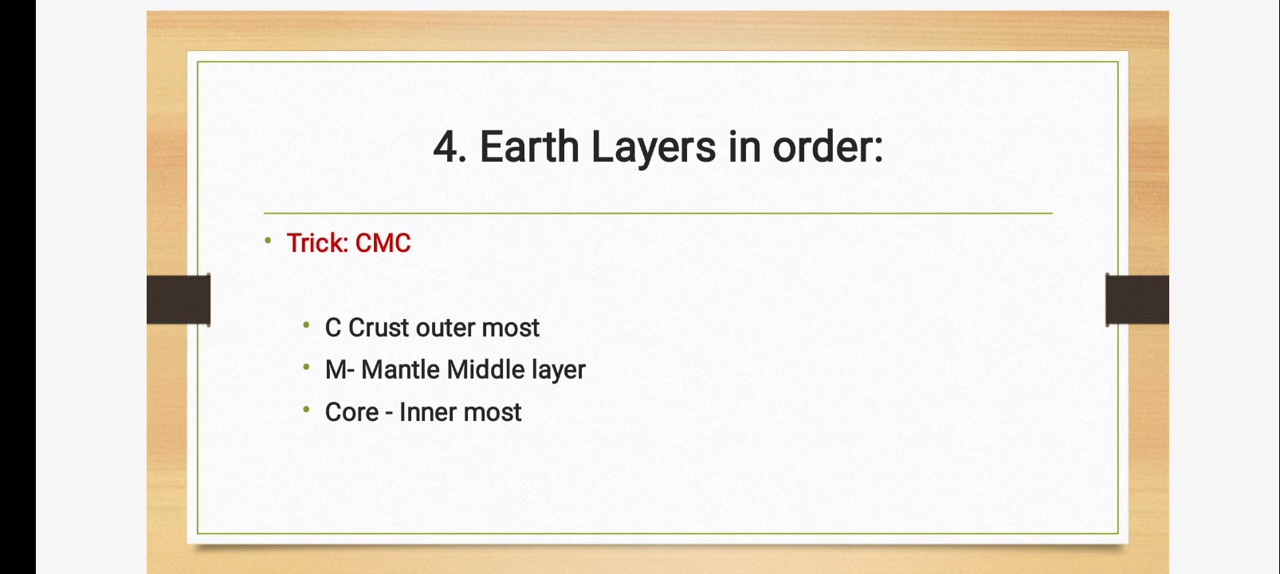 4. Earth Layers in order:
• Trick: CMC
• C Crust outer most
• M- Mantle Middle layer
• Core - Inner most